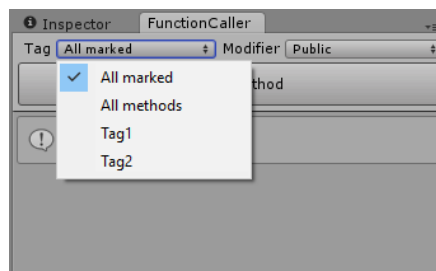 Inspector FunctionCaller
Tag All marked Modifier Public
All marked
thod
All methods
Tag1
Tag2